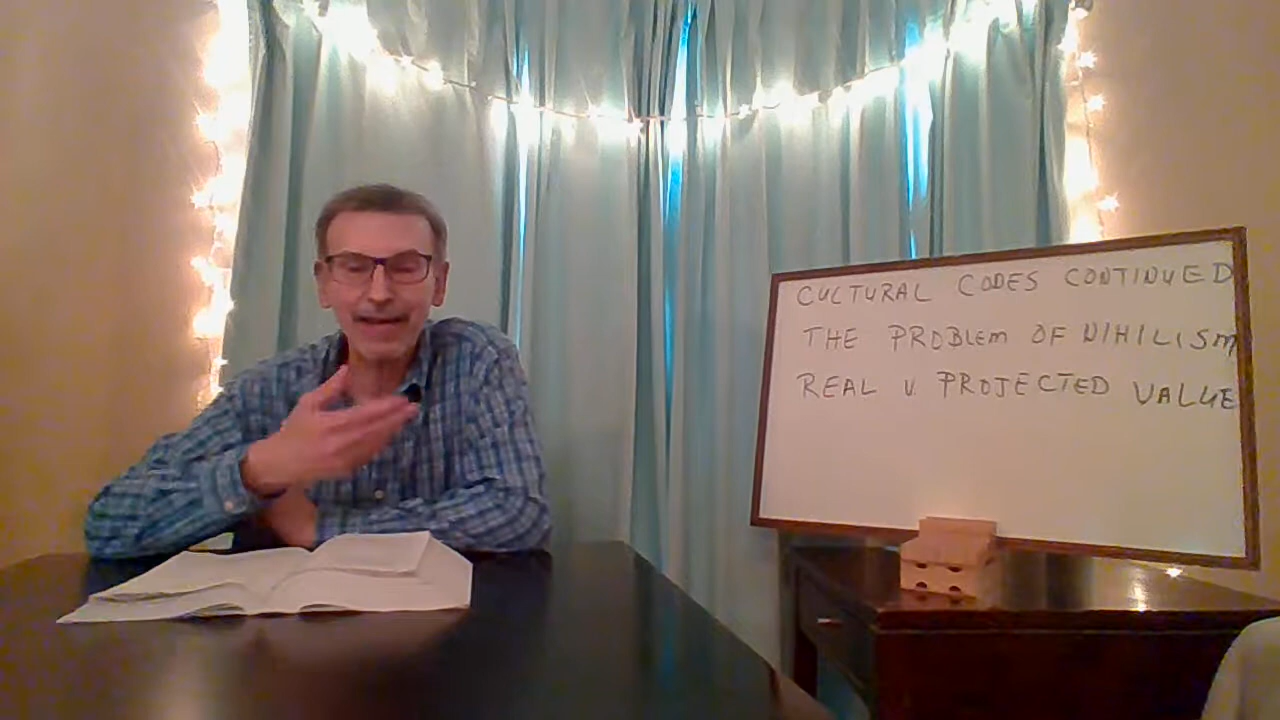 CULTURAL CODES CONTINUED
THE PROBLEM OF NIHILISM
REAL V. PROJECTED VALUE